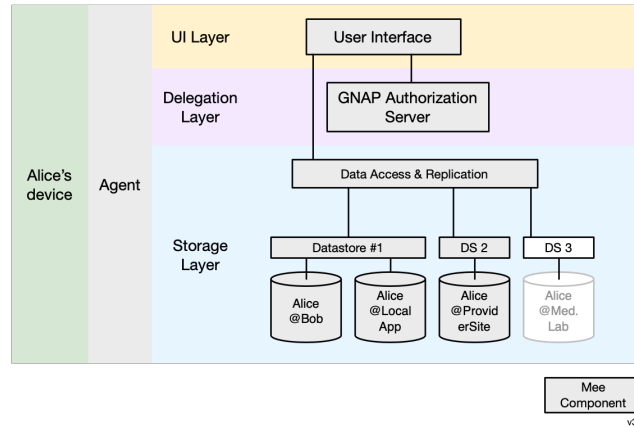 UI Layer
User Interface
Delegation
Layer
GNAP Authorization
Server
Alice's
device
Agent
Data Access & Replication
Storage
Layer
Datastore #1
DS 2
DS 3
Alice
@Bob
Alice
@Local
App
Alice
@Provid
erSite
Alice
@Med.
Lab
Mee
Component